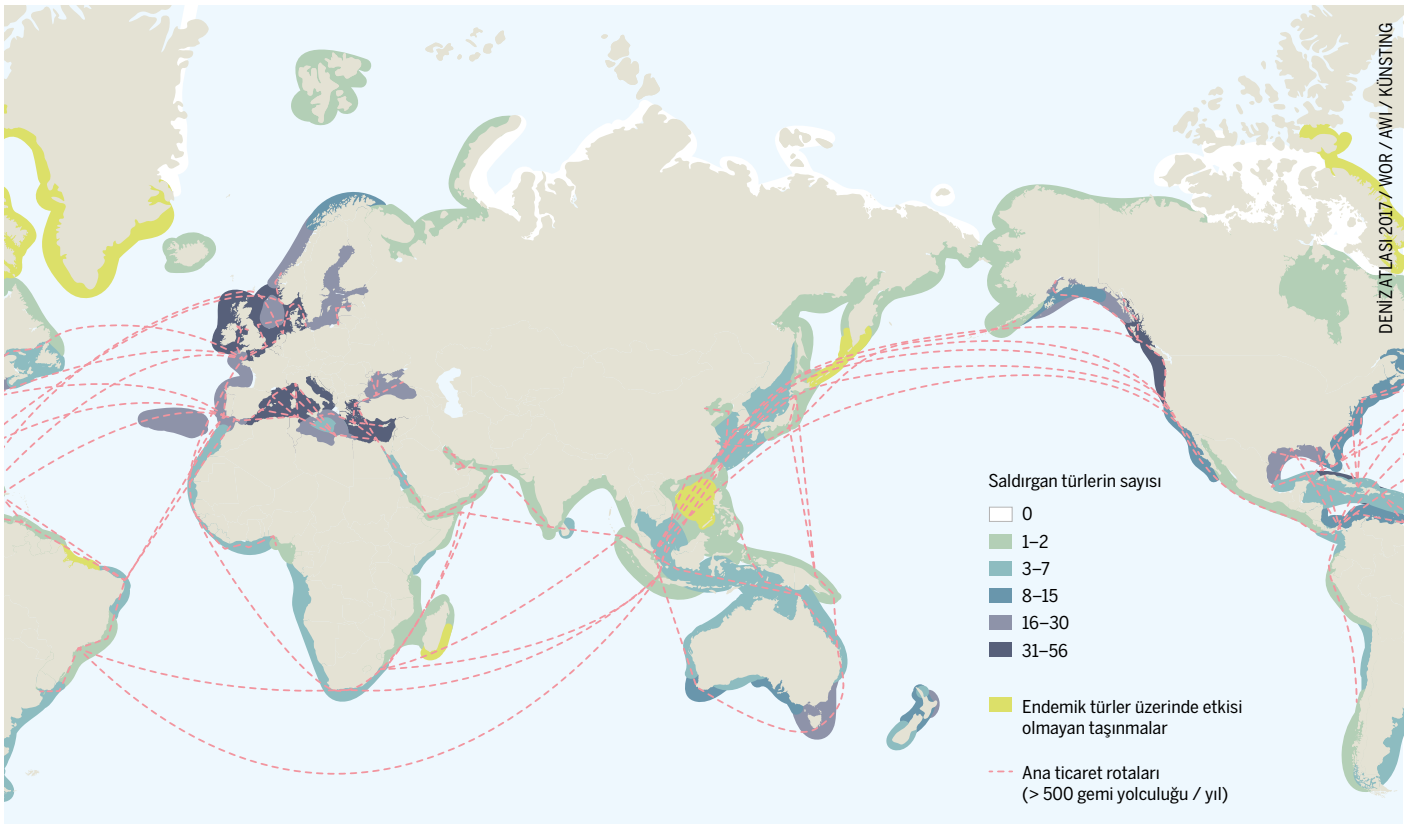 DENİZATLASI 2017 / WOR / AWI / KÜNSTING
Saldırgan türlerin sayısı
0
1–2
3–7
8–15
16–30
31–56
Endemik türler üzerinde etkisi
olmayan taşınmalar
Ana ticaret rotaları
(> 500 gemi yolculuğu / yıl)